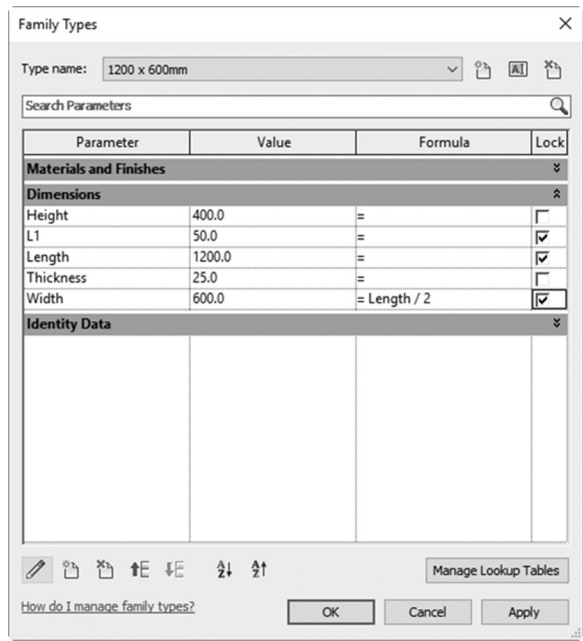 Family Types
Type name: 1200 x 600mm
Search Parameters
Parameter Value Formula Lock
Materials and Finishes
Dimensions
Height 400.0 =
L1 50.0 =
Length 1200.0 =
Thickness 25.0 =
Width 600.0 = Length / 2
Identity Data
Manage Lookup Tables
How do I manage family types?
OK Cancel Apply